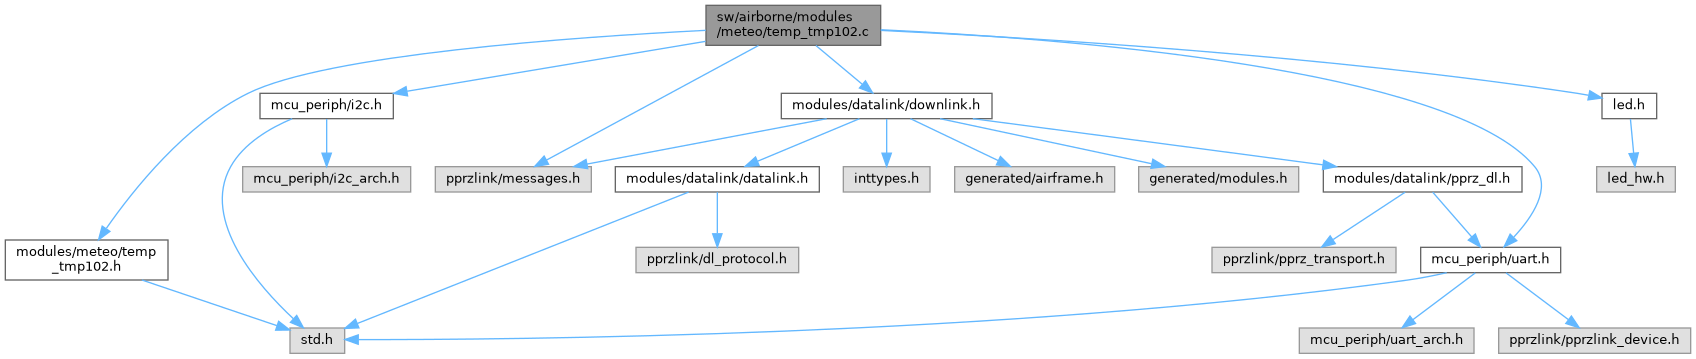 sw/airborne/modules
/meteo/temp_tmp102.c
mcu_periph/i2c.h
modules/datalink/downlink.h
led.h
mcu_periph/i2c_arch.h
pprzlink/messages.h
modules/datalink/datalink.h
inttypes.h
generated/airframe.h
generated/modules.h
modules/datalink/pprz_dl.h
led_hw.h
modules/meteo/temp
_tmp102.h
pprzlink/dl_protocol.h
pprzlink/pprz_transport.h
mcu_periph/uart.h
std.h
mcu_periph/uart_arch.h
pprzlink/pprzlink_device.h